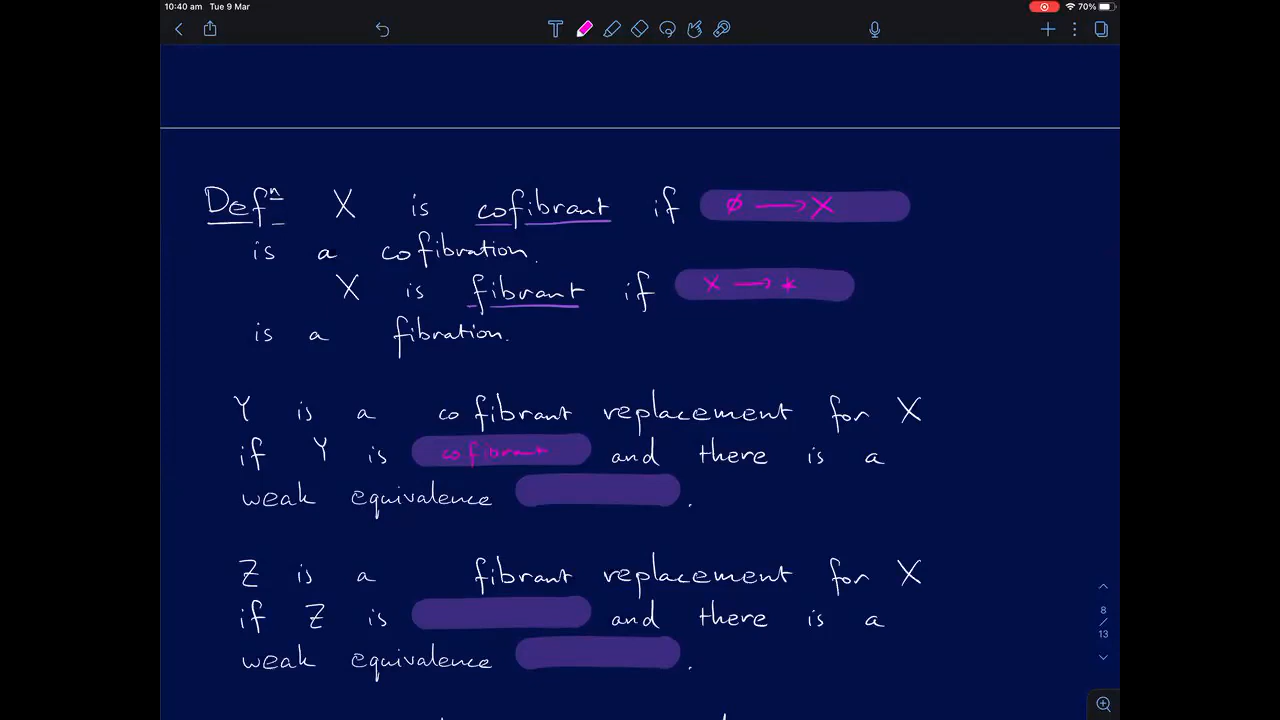 10:40 am Tue 9 Mar
70%
Defⁿ X is cofibrant if ∅ ⟶ X
is a cofibration.
X is fibrant if X ⟶ *
is a fibration.
Y is a cofibrant replacement for X
if Y is cofibrant and there is a
weak equivalence .
Z is a fibrant replacement for X
if Z is and there is a
weak equivalence .
8
/
13